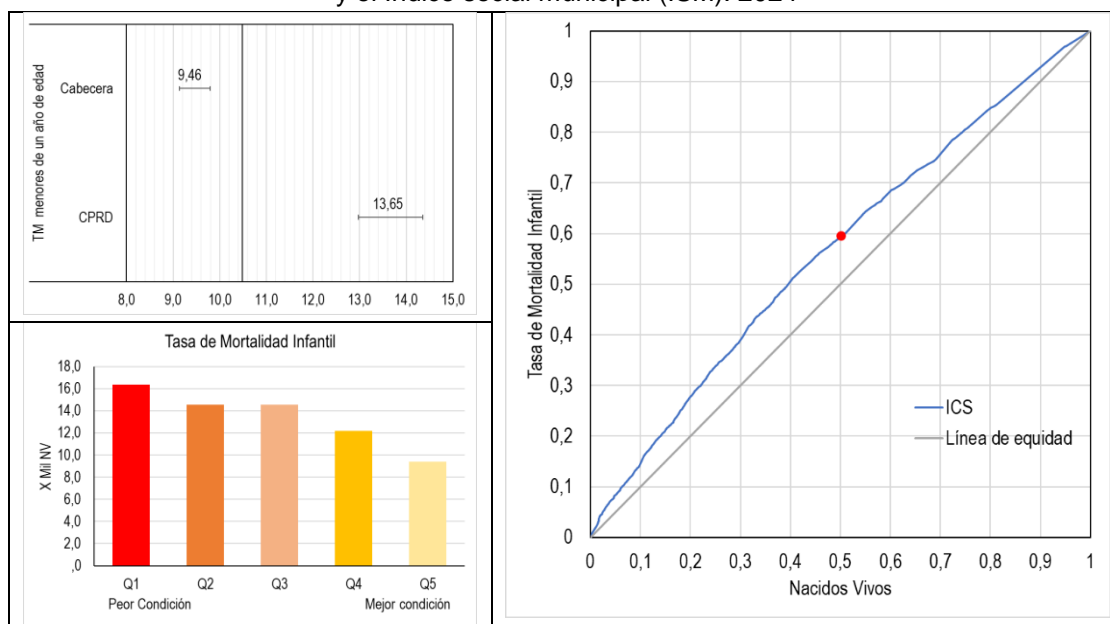 y el índice social municipal (ISM). 2024
TM menores de un año de edad
Cabecera
9,46
CPRD
13,65
8,0 9,0 10,0 11,0 12,0 13,0 14,0 15,0
Tasa de Mortalidad Infantil
X Mil NV
18,0
16,0
14,0
12,0
10,0
8,0
6,0
4,0
2,0
,0
Q1 Q2 Q3 Q4 Q5
Peor Condición Mejor condición
Tasa de Mortalidad Infantil
1
0,9
0,8
0,7
0,6
0,5
0,4
0,3
0,2
0,1
0
ICS
Línea de equidad
0 0,1 0,2 0,3 0,4 0,5 0,6 0,7 0,8 0,9 1
Nacidos Vivos